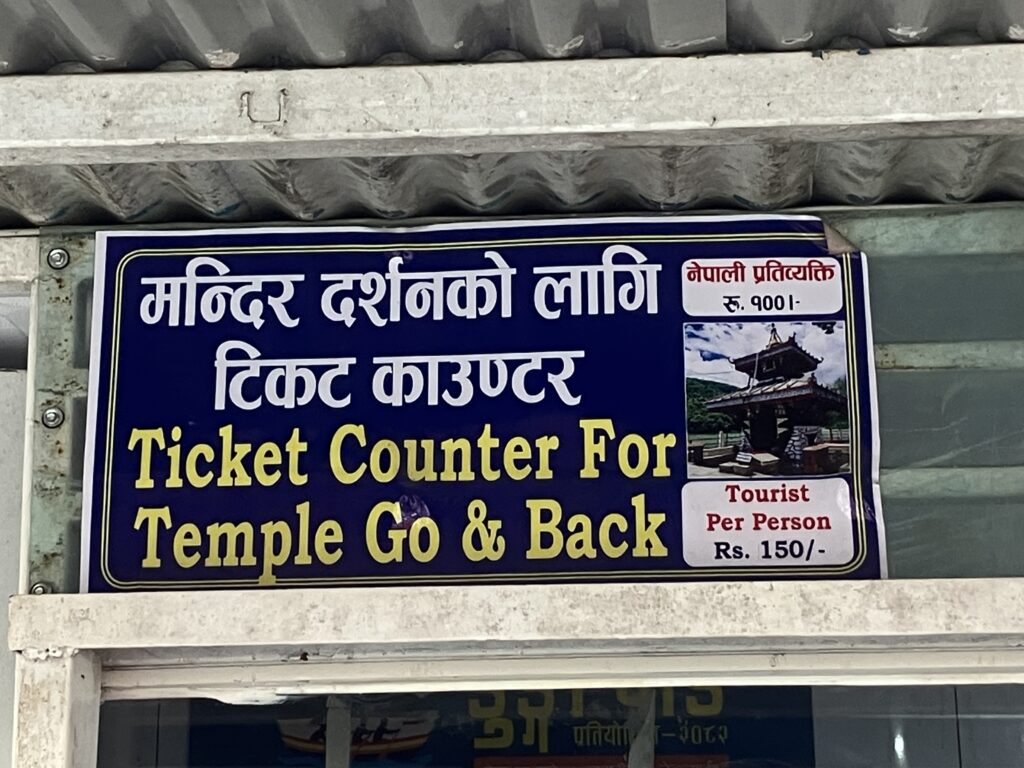 मन्दिर दर्शनको लागि
टिकट काउण्टर
Ticket Counter For
Temple Go & Back
नेपाली प्रतिव्यक्ति
रू. १००।-
Tourist
Per Person
Rs. 150/-